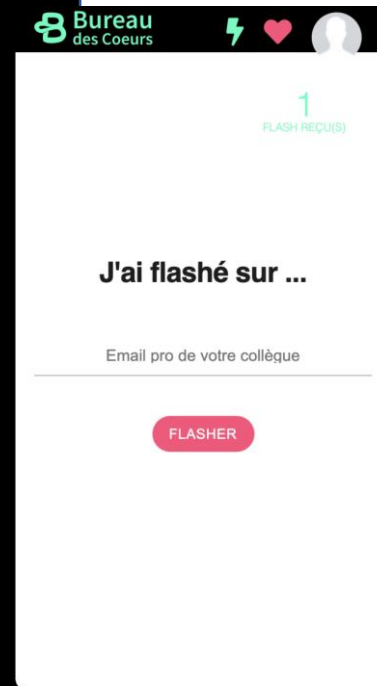 Bureau
des Coeurs
1
FLASH REÇU(S)
J'ai flashé sur ...
Email pro de votre collègue
FLASHER